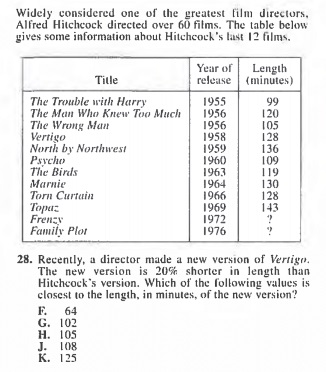 Widely considered one of the greatest film directors,
Alfred Hitchcock directed over 60 films. The table below
gives some information about Hitchcock's last 12 films.
Title Year of release Length (minutes)
The Trouble with Harry 1955 99
The Man Who Knew Too Much 1956 120
The Wrong Man 1956 105
Vertigo 1958 128
North by Northwest 1959 136
Psycho 1960 109
The Birds 1963 119
Marnie 1964 130
Torn Curtain 1966 128
Topaz 1969 143
Frenzy 1972 ?
Family Plot 1976 ?
28. Recently, a director made a new version of Vertigo.
The new version is 20% shorter in length than
Hitchcock's version. Which of the following values is
closest to the length, in minutes, of the new version?
F. 64
G. 102
H. 105
J. 108
K. 125